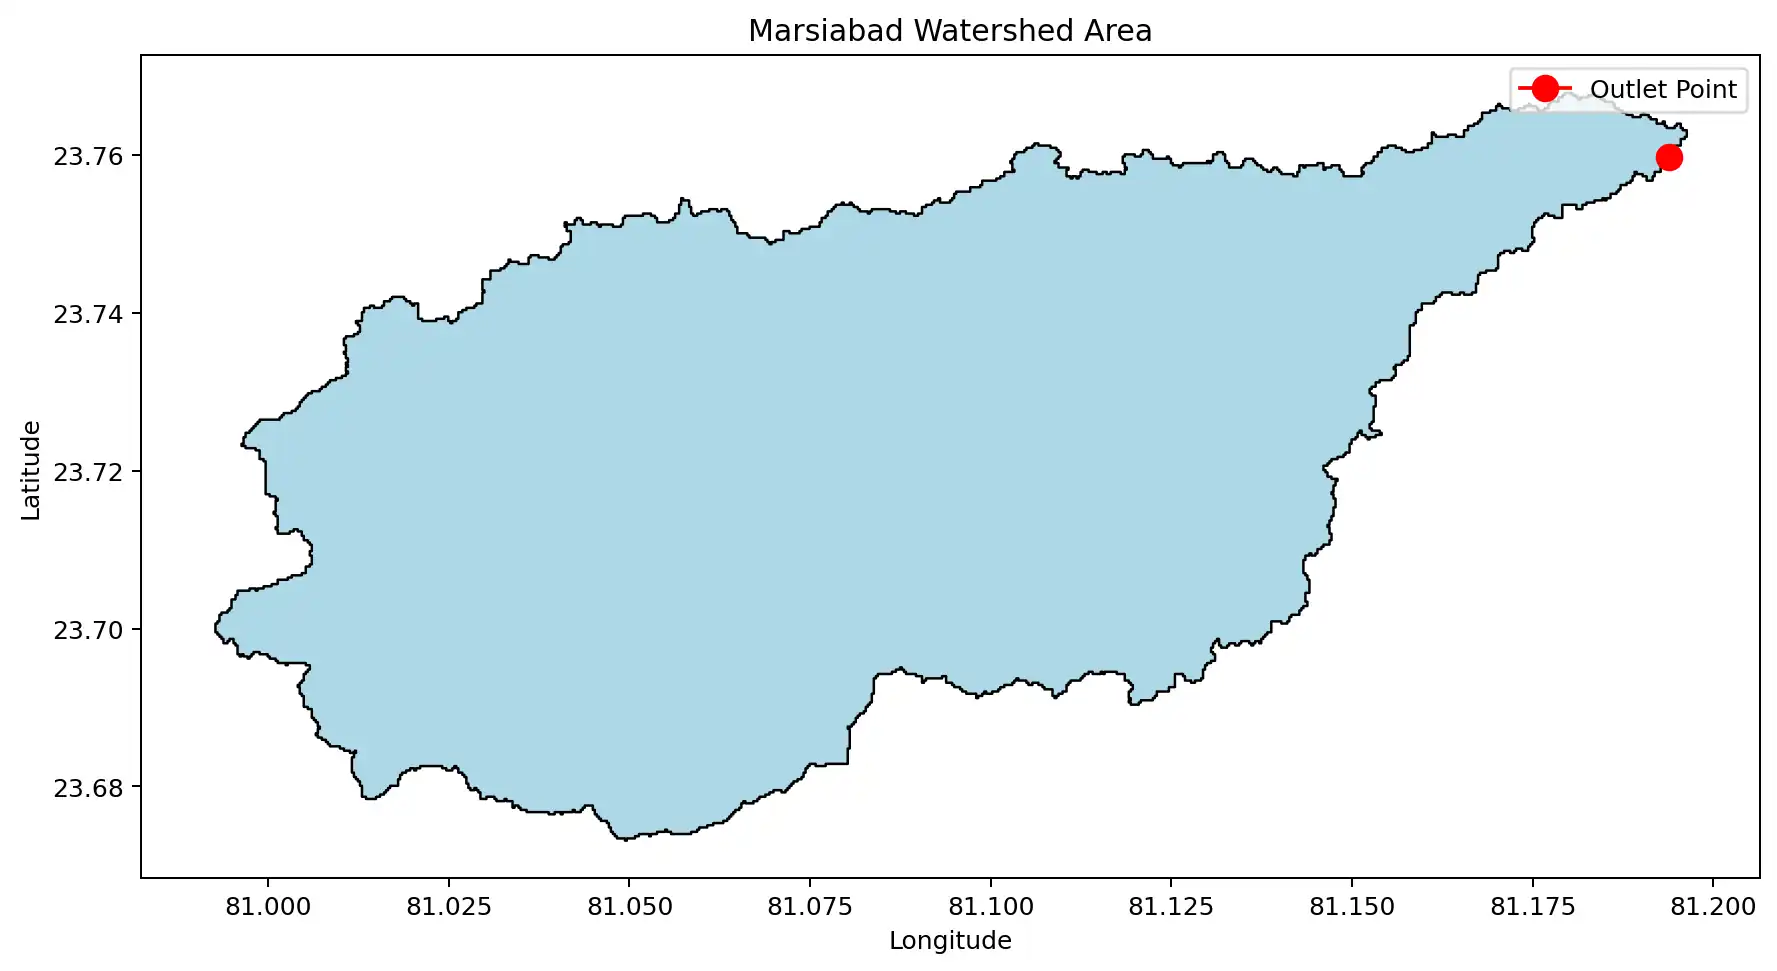 Marsiabad Watershed Area
Outlet Point
23.76
23.74
23.72
23.70
23.68
Latitude
81.000 81.025 81.050 81.075 81.100 81.125 81.150 81.175 81.200
Longitude